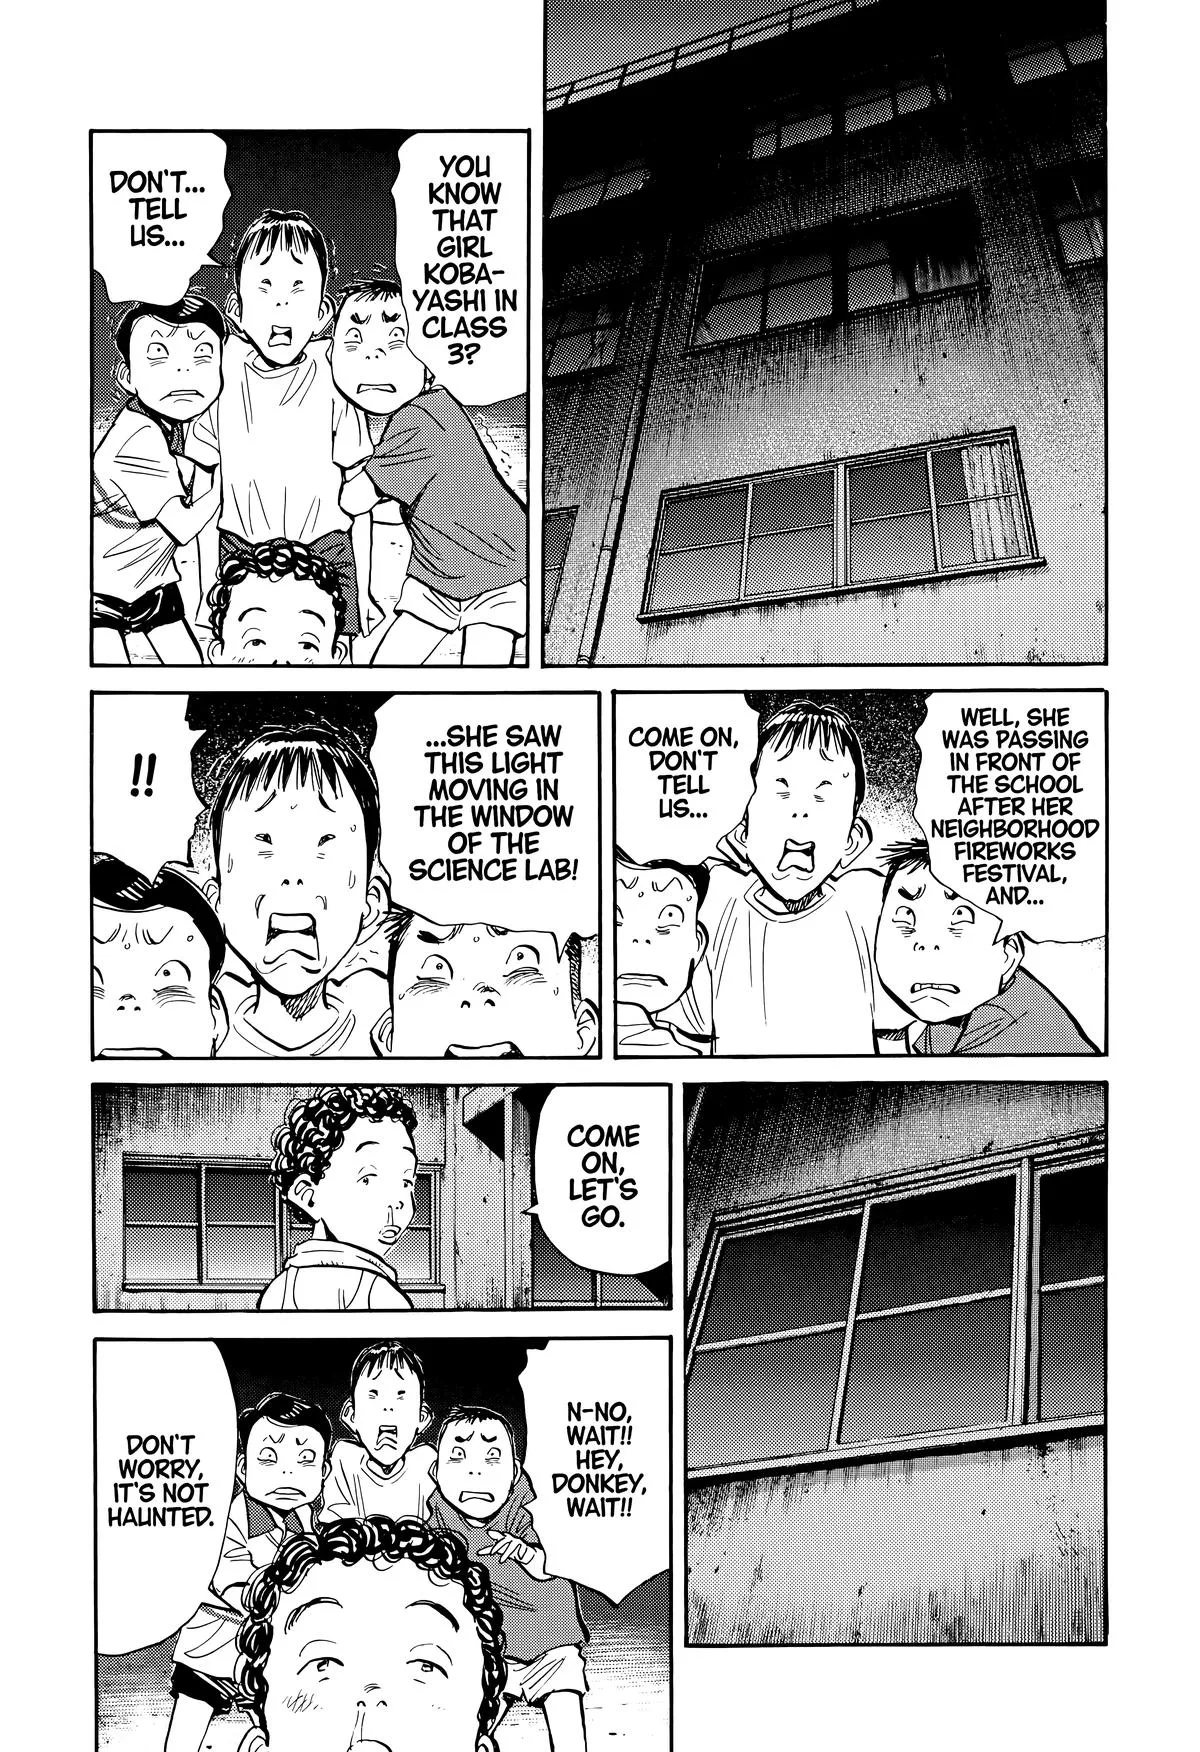 YOU
KNOW
THAT
GIRL
KOBA-
YASHI IN
CLASS
3?
DON'T...
TELL
US...
WELL, SHE
WAS PASSING
IN FRONT OF
THE SCHOOL
AFTER HER
NEIGHBORHOOD
FIREWORKS
FESTIVAL,
AND...
COME ON,
DON'T
TELL
US...
...SHE SAW
THIS LIGHT
MOVING IN
THE WINDOW
OF THE
SCIENCE LAB!
!!
COME
ON,
LET'S
GO.
N-NO,
WAIT!!
HEY,
DONKEY,
WAIT!!
DON'T
WORRY,
IT'S NOT
HAUNTED.